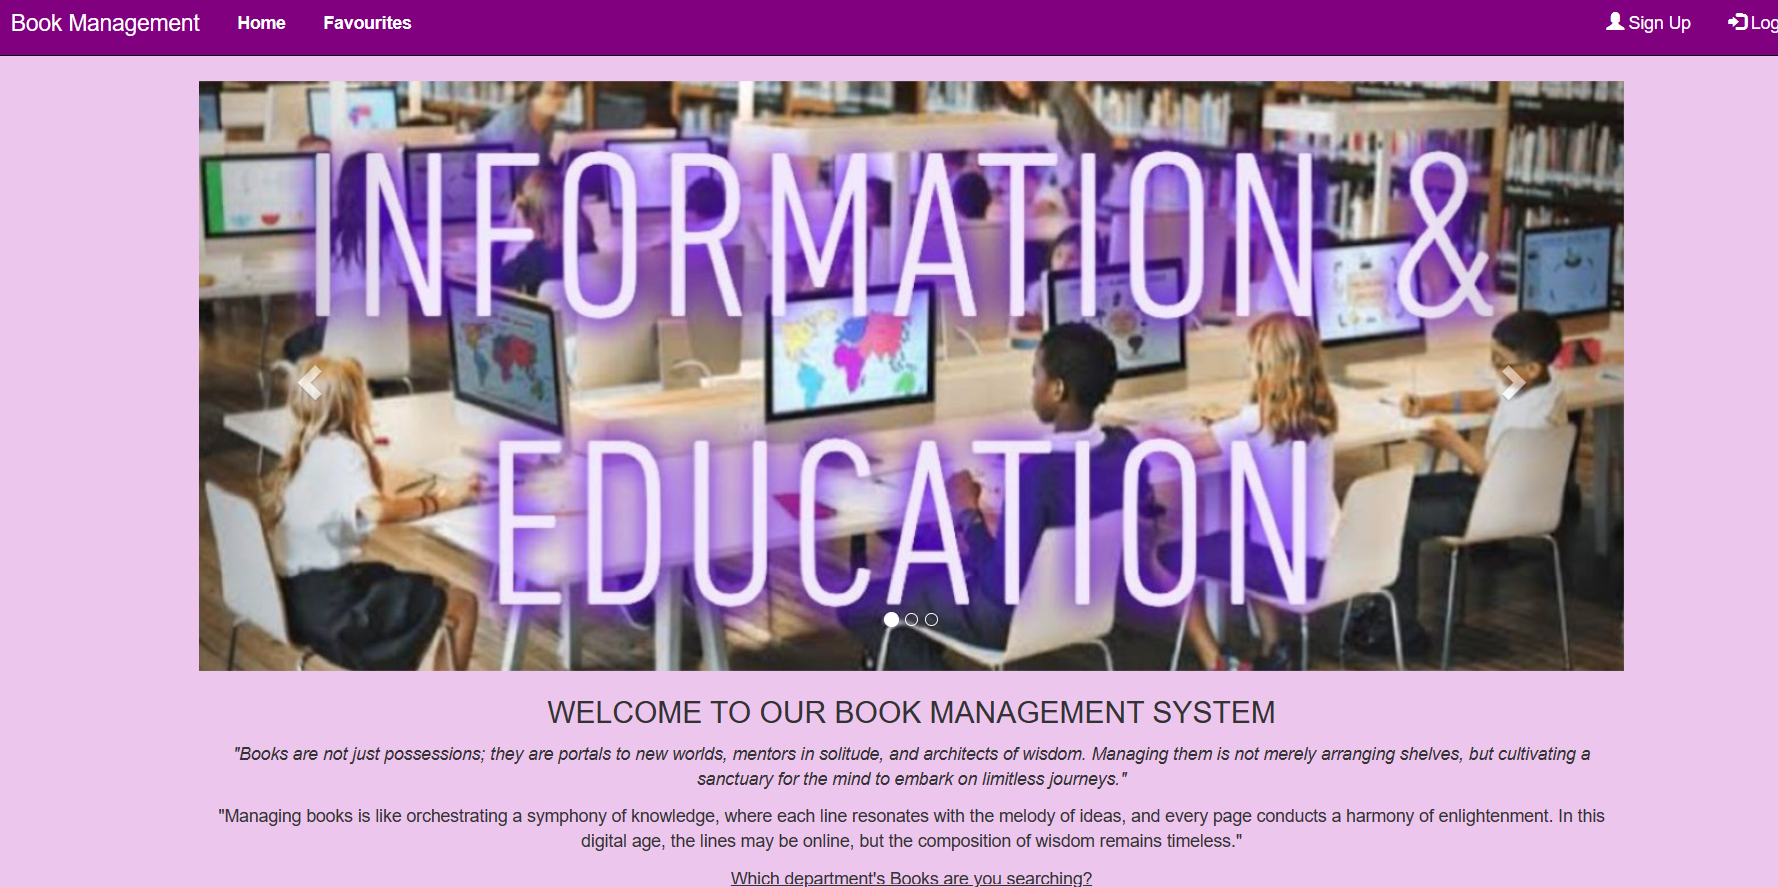 Book Management Home Favourites Sign Up Log
INFORMATION &
EDUCATION
WELCOME TO OUR BOOK MANAGEMENT SYSTEM
"Books are not just possessions; they are portals to new worlds, mentors in solitude, and architects of wisdom. Managing them is not merely arranging shelves, but cultivating a
sanctuary for the mind to embark on limitless journeys."
"Managing books is like orchestrating a symphony of knowledge, where each line resonates with the melody of ideas, and every page conducts a harmony of enlightenment. In this
digital age, the lines may be online, but the composition of wisdom remains timeless."
Which department's Books are you searching?